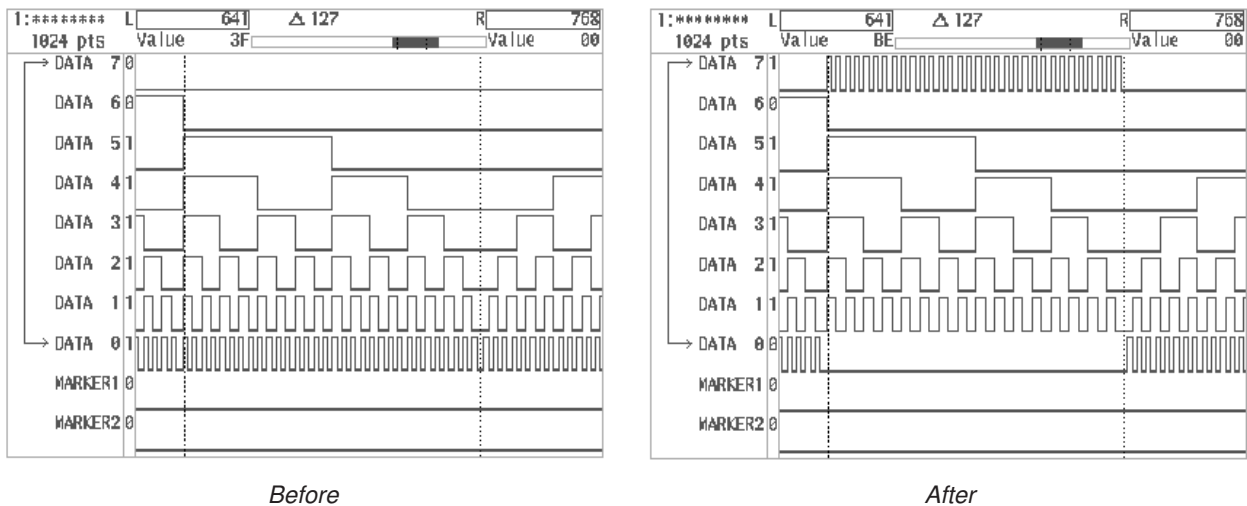 1:******** L 641 Δ 127 R 768
1024 pts Value 3F Value 00
DATA 7 0
DATA 6 0
DATA 5 1
DATA 4 1
DATA 3 1
DATA 2 1
DATA 1 1
DATA 0 1
MARKER1 0
MARKER2 0
Before
1:******** L 641 Δ 127 R 768
1024 pts Value BE Value 00
DATA 7 1
DATA 6 0
DATA 5 1
DATA 4 1
DATA 3 1
DATA 2 1
DATA 1 1
DATA 0 0
MARKER1 0
MARKER2 0
After